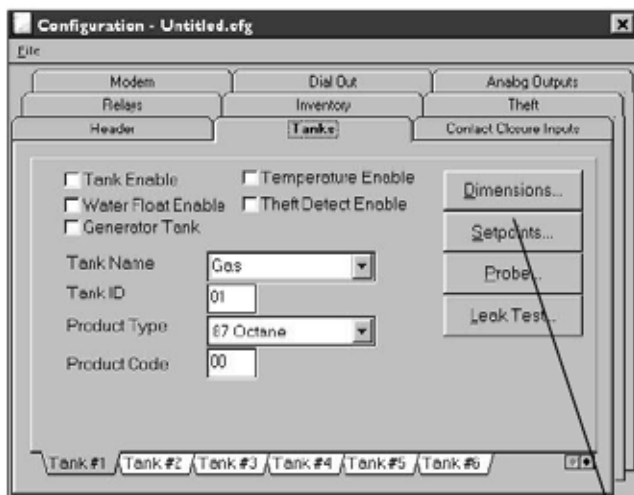 Configuration - Untitled.cfg
File
Modem Dial Out Analog Outputs
Relays Inventory Theft
Header Tanks Contact Closure Inputs
Tank Enable Temperature Enable
Water Float Enable Theft Detect Enable
Generator Tank
Dimensions...
Setpoints...
Probe...
Leak Test...
Tank Name Gas
Tank ID 01
Product Type 87 Octane
Product Code 00
Tank #1 Tank #2 Tank #3 Tank #4 Tank #5 Tank #6